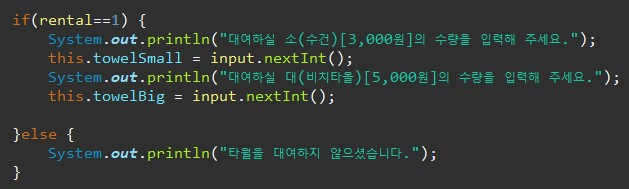 if(rental==1) {
System.out.println("대여하실 소(수건)[3,000원]의 수량을 입력해 주세요.");
this.towelSmall = input.nextInt();
System.out.println("대여하실 대(비치타올)[5,000원]의 수량을 입력해 주세요.");
this.towelBig = input.nextInt();
}else {
System.out.println("타월을 대여하지 않으셨습니다.");
}